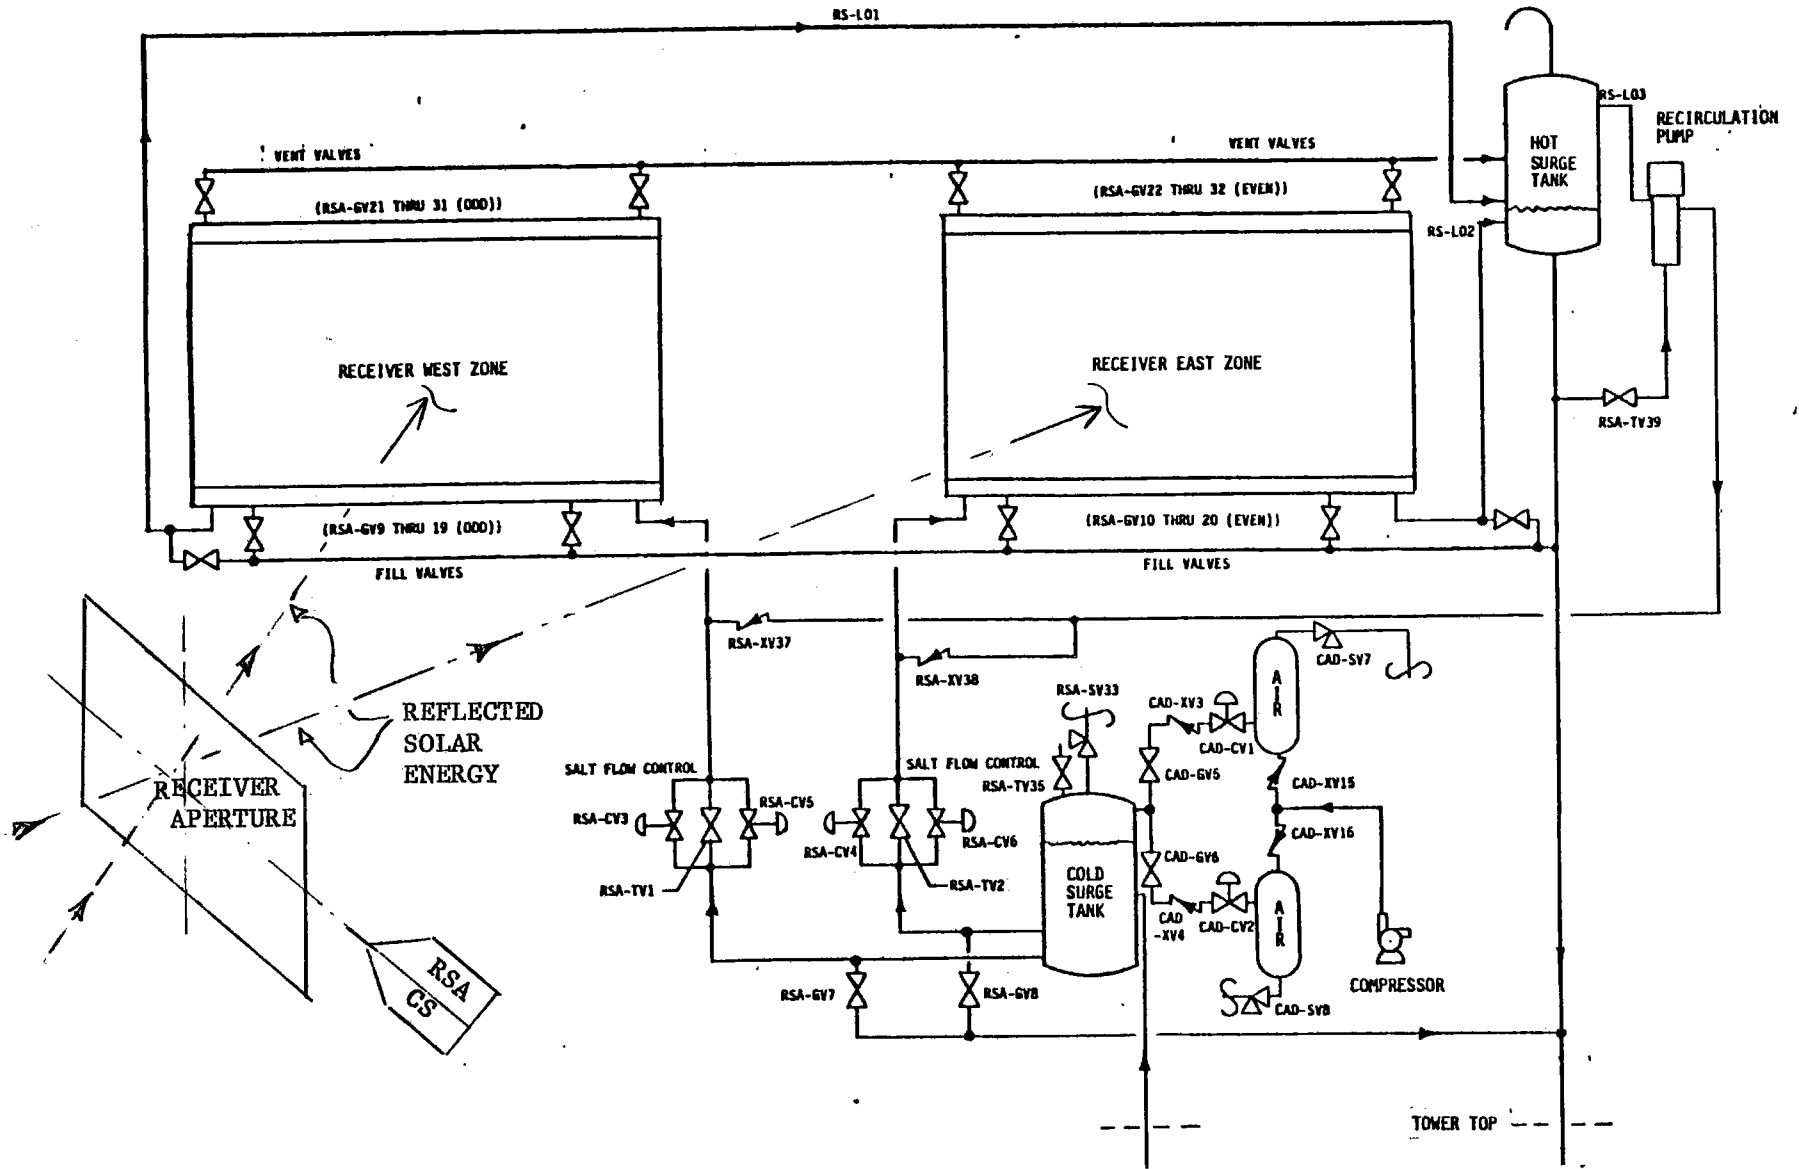 RS-L01
RS-L03
RECIRCULATION
PUMP
HOT
SURGE
TANK
VENT VALVES
VENT VALVES
(RSA-GV21 THRU 31 (ODD))
(RSA-GV22 THRU 32 (EVEN))
RS-L02
RECEIVER WEST ZONE
RECEIVER EAST ZONE
RSA-TV39
(RSA-GV9 THRU 19 (ODD))
(RSA-GV10 THRU 20 (EVEN))
FILL VALVES
FILL VALVES
RSA-XV37
RSA-XV38
CAD-SV7
RSA-SV33
CAD-XV3
AIR
CAD-CV1
REFLECTED
SOLAR
ENERGY
SALT FLOW CONTROL
SALT FLOW CONTROL
RSA-TV35
CAD-GV5
CAD-XV15
RECEIVER
APERTURE
RSA-CV3
RSA-CV5
RSA-CV4
RSA-CV6
CAD-XV16
CAD-GV6
COLD
SURGE
TANK
RSA-TV1
RSA-TV2
CAD
-XV4
CAD-CV2
AIR
RSA
CS
RSA-GV7
RSA-GV8
COMPRESSOR
CAD-SV8
TOWER TOP